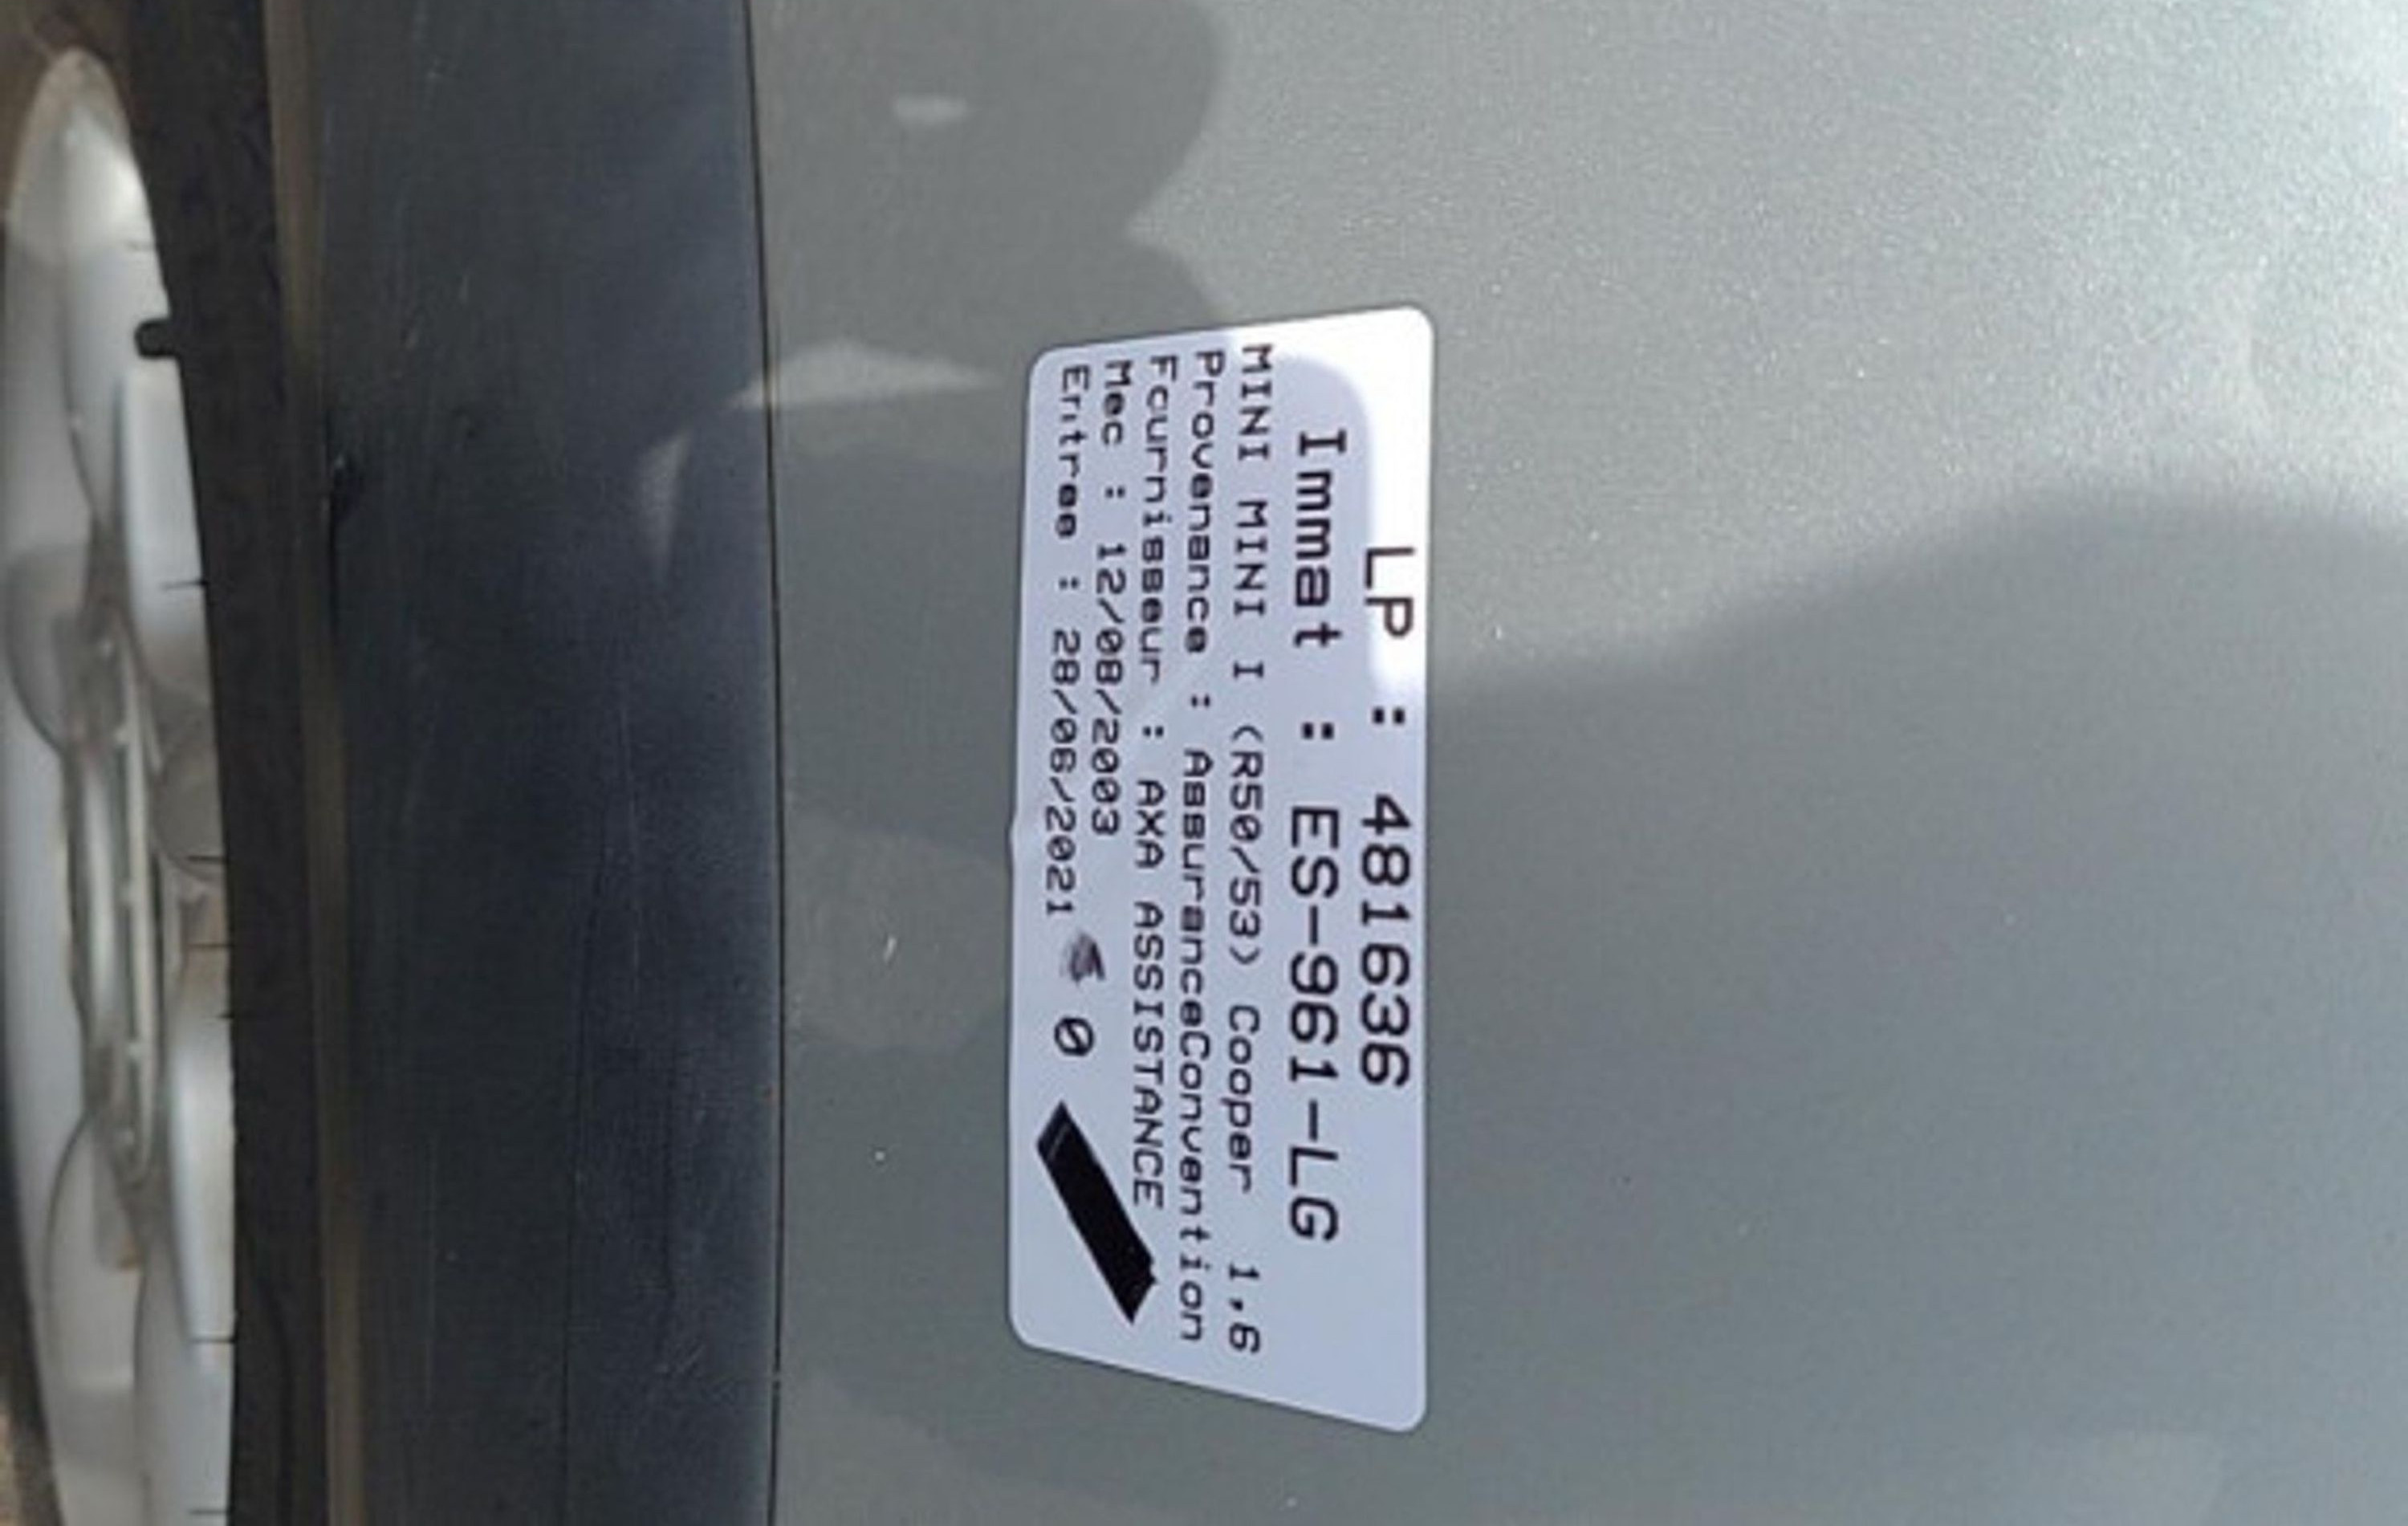 LP : 4816636
Immat : ES-961-LG
MINI MINI I (R50/53) Cooper 1,6
Provenance : AssuranceConvention
Fournisseur : AXA ASSISTANCE
Mec : 12/08/2003
Entree : 28/06/2021 0